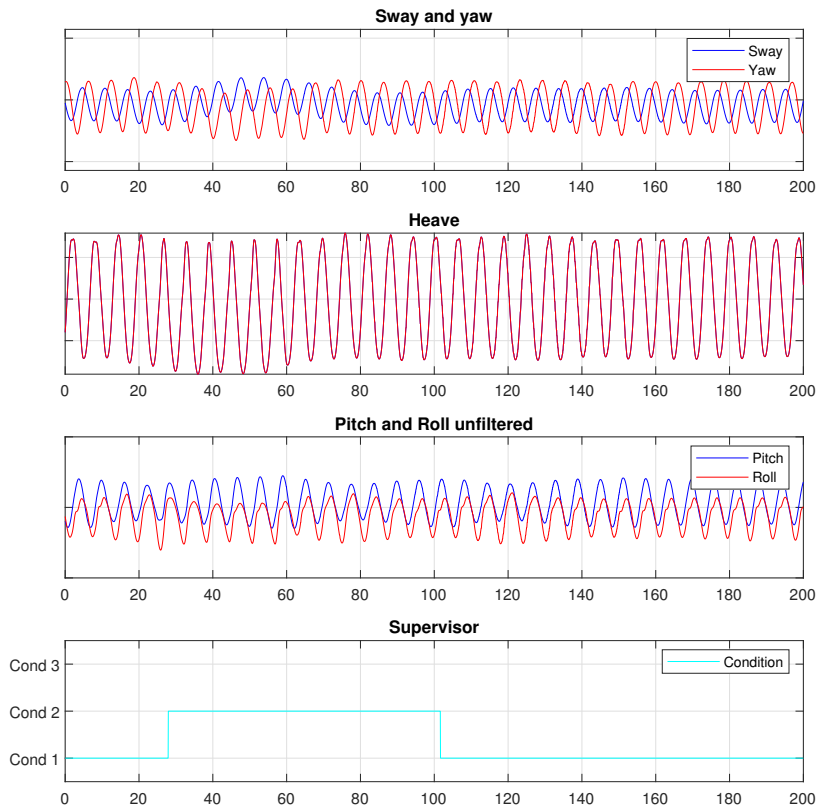 Sway and yaw
Sway
Yaw
0 20 40 60 80 100 120 140 160 180 200
Heave
0 20 40 60 80 100 120 140 160 180 200
Pitch and Roll unfiltered
Pitch
Roll
0 20 40 60 80 100 120 140 160 180 200
Supervisor
Condition
Cond 3
Cond 2
Cond 1
0 20 40 60 80 100 120 140 160 180 200